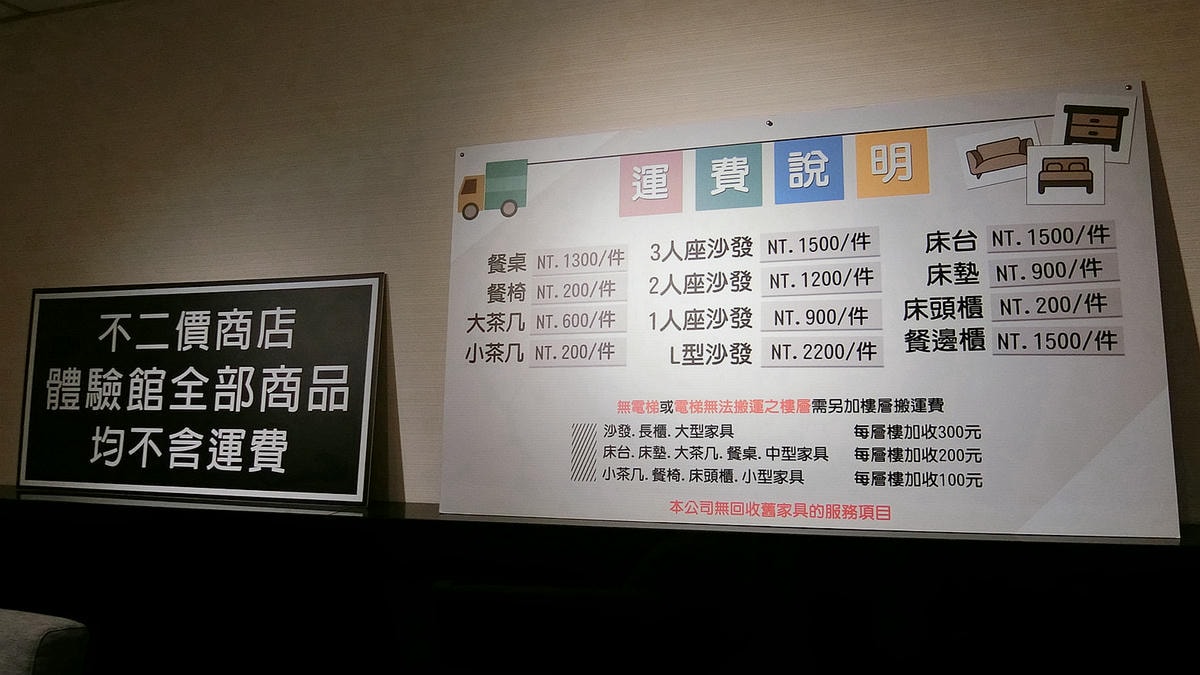 不二價商店
體驗館全部商品
均不含運費
運費說明
餐桌 NT.1300/件
餐椅 NT.200/件
大茶几 NT.600/件
小茶几 NT.200/件
3人座沙發 NT.1500/件
2人座沙發 NT.1200/件
1人座沙發 NT.900/件
L型沙發 NT.2200/件
床台 NT.1500/件
床墊 NT.900/件
床頭櫃 NT.200/件
餐邊櫃 NT.1500/件
無電梯或電梯無法搬運之樓層需另加樓層搬運費
沙發.長櫃.大型家具 每層樓加收300元
床台.床墊.大茶几.餐桌.中型家具 每層樓加收200元
小茶几.餐椅.床頭櫃.小型家具 每層樓加收100元
本公司無回收舊家具的服務項目